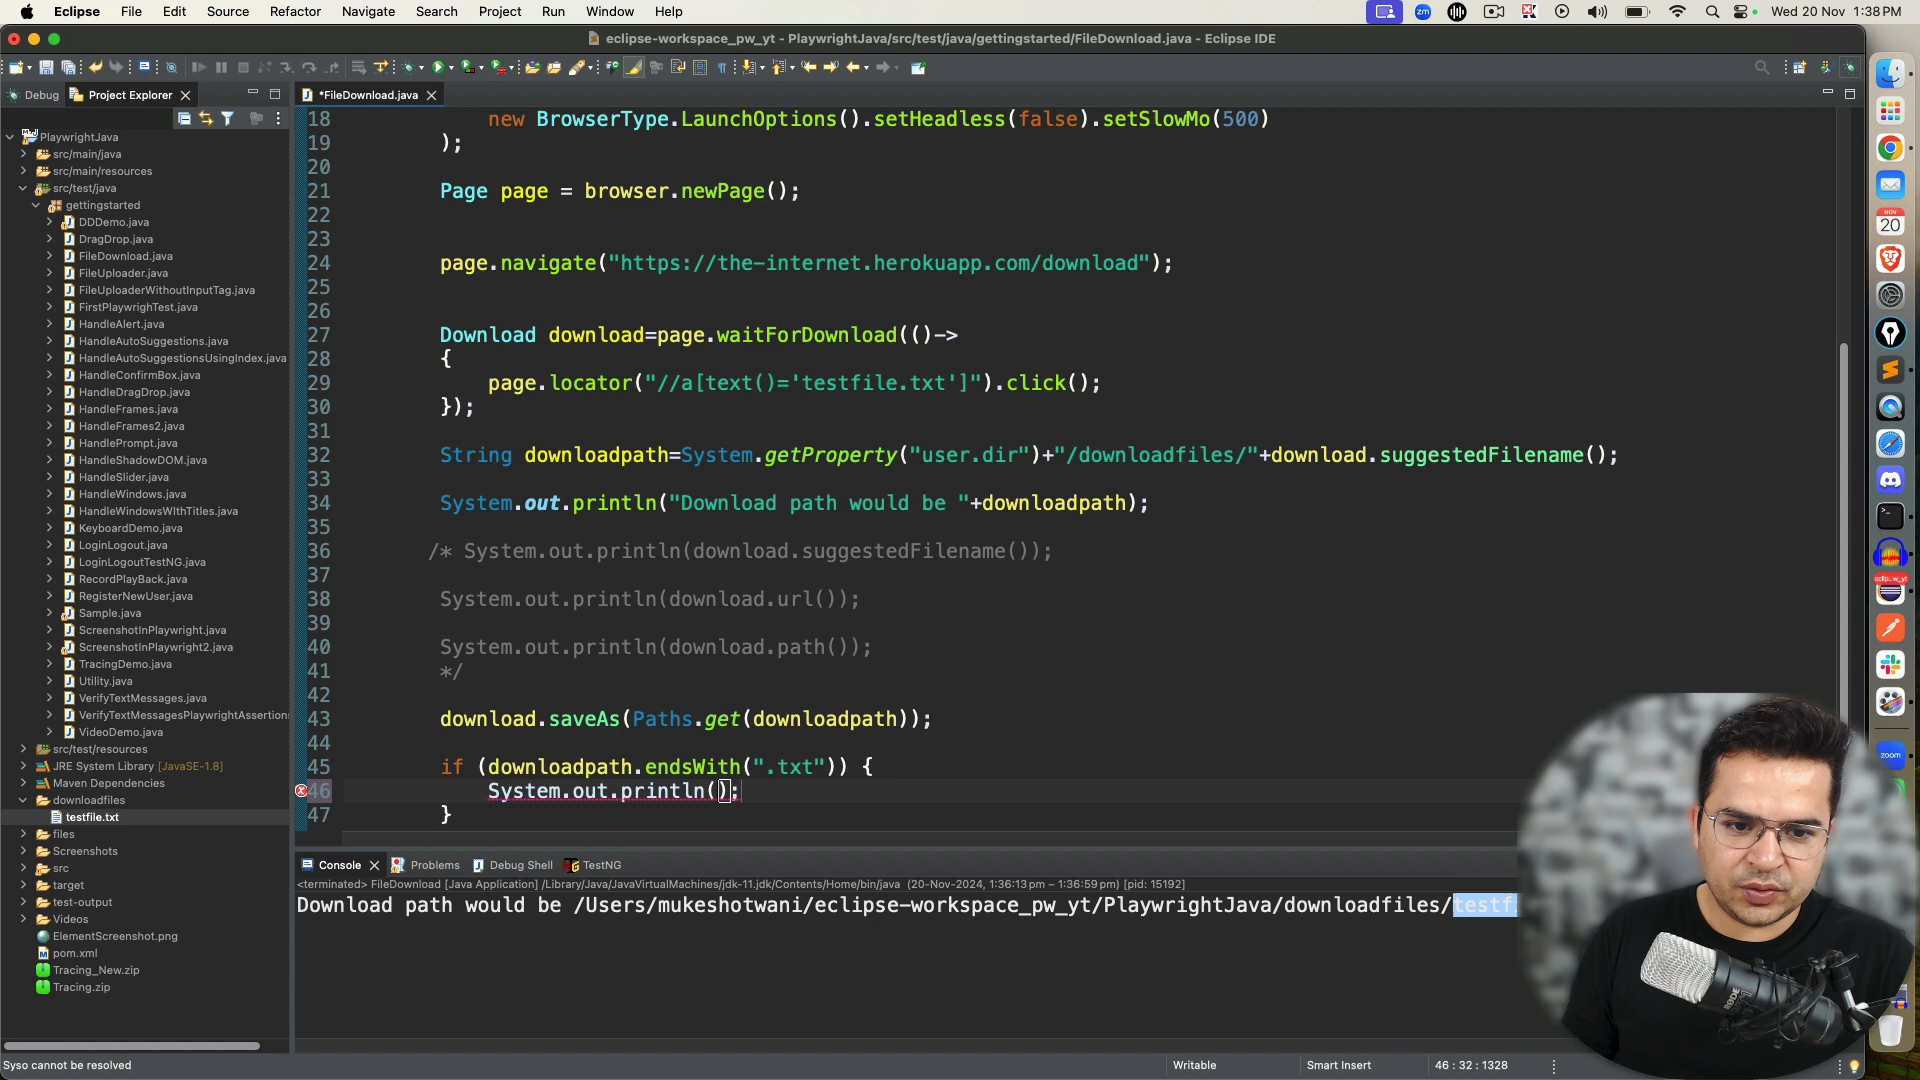 Eclipse File Edit Source Refactor Navigate Search Project Run Window Help
zm
Wed 20 Nov 1:38 PM
eclipse-workspace_pw_yt - PlaywrightJava/src/test/java/gettingstarted/FileDownload.java - Eclipse IDE
Debug Project Explorer
*FileDownload.java
PlaywrightJava
src/main/java
src/main/resources
src/test/java
gettingstarted
DDDemo.java
DragDrop.java
FileDownload.java
FileUploader.java
FileUploaderWithoutInputTag.java
FirstPlaywrighTest.java
HandleAlert.java
HandleAutoSuggestions.java
HandleAutoSuggestionsUsingIndex.java
HandleConfirmBox.java
HandleDragDrop.java
HandleFrames.java
HandleFrames2.java
HandlePrompt.java
HandleShadowDOM.java
HandleSlider.java
HandleWindows.java
HandleWindowsWIthTitles.java
KeyboardDemo.java
LoginLogout.java
LoginLogoutTestNG.java
RecordPlayBack.java
RegisterNewUser.java
Sample.java
ScreenshotInPlaywright.java
ScreenshotInPlaywright2.java
TracingDemo.java
Utility.java
VerifyTextMessages.java
VerifyTextMessagesPlaywrightAssertion
VideoDemo.java
src/test/resources
JRE System Library [JavaSE-1.8]
Maven Dependencies
downloadfiles
testfile.txt
files
Screenshots
src
target
test-output
Videos
ElementScreenshot.png
pom.xml
Tracing_New.zip
Tracing.zip
18 new BrowserType.LaunchOptions().setHeadless(false).setSlowMo(500)
19 );
20
21 Page page = browser.newPage();
22
23
24 page.navigate("https://the-internet.herokuapp.com/download");
25
26
27 Download download=page.waitForDownload(()->
28 {
29 page.locator("//a[text()='testfile.txt']").click();
30 });
31
32 String downloadpath=System.getProperty("user.dir")+"/downloadfiles/"+download.suggestedFilename();
33
34 System.out.println("Download path would be "+downloadpath);
35
36 /* System.out.println(download.suggestedFilename());
37
38 System.out.println(download.url());
39
40 System.out.println(download.path());
41 */
42
43 download.saveAs(Paths.get(downloadpath));
44
45 if (downloadpath.endsWith(".txt")) {
46 System.out.println();
47 }
Console Problems Debug Shell TestNG
<terminated> FileDownload [Java Application] /Library/Java/JavaVirtualMachines/jdk-11.jdk/Contents/Home/bin/java (20-Nov-2024, 1:36:13 pm – 1:36:59 pm) [pid: 15192]
Download path would be /Users/mukeshotwani/eclipse-workspace_pw_yt/PlaywrightJava/downloadfiles/testf
Syso cannot be resolved
Writable
Smart Insert
46 : 32 : 1328
NOV
20
zoom
RØDE